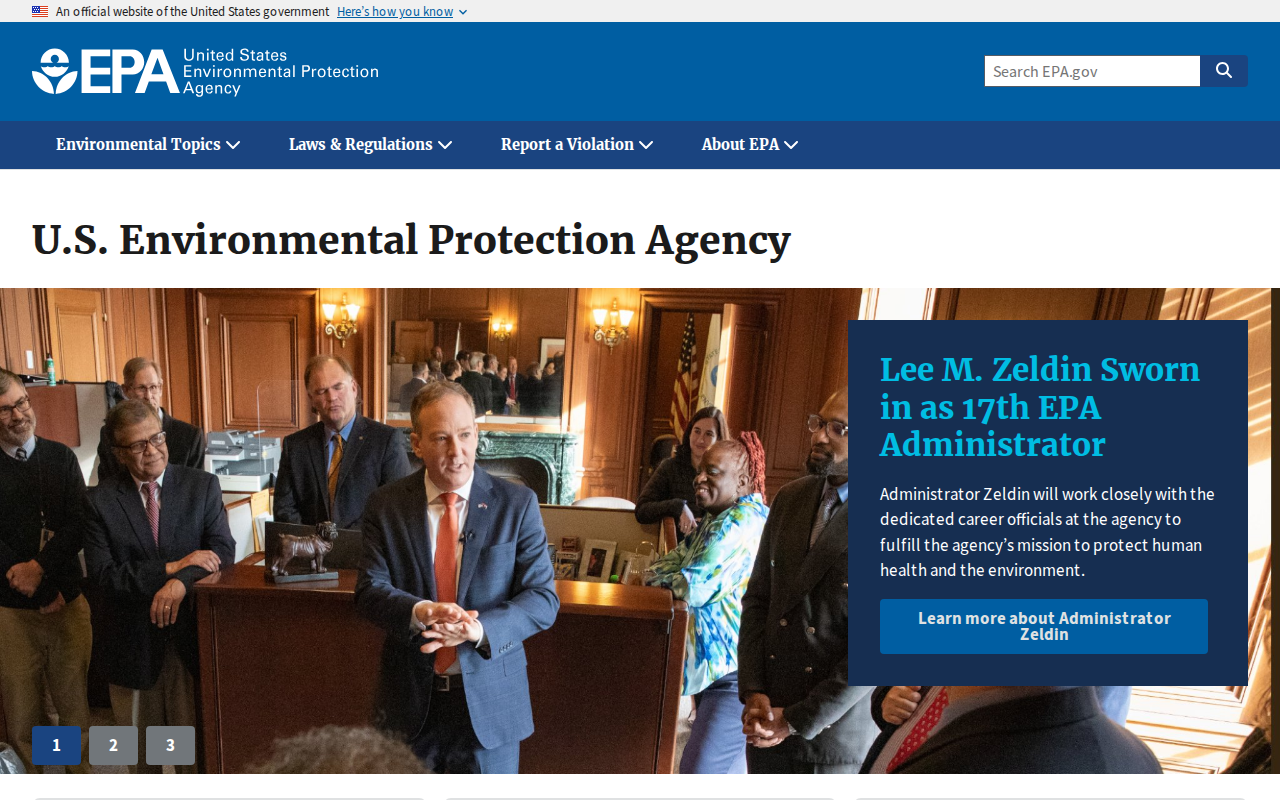 An official website of the United States government Here's how you know
EPA
United States
Environmental Protection
Agency
Search EPA.gov
Environmental Topics
Laws & Regulations
Report a Violation
About EPA
U.S. Environmental Protection Agency
Lee M. Zeldin Sworn
in as 17th EPA
Administrator
Administrator Zeldin will work closely with the
dedicated career officials at the agency to
fulfill the agency’s mission to protect human
health and the environment.
Learn more about Administrator
Zeldin
1
2
3